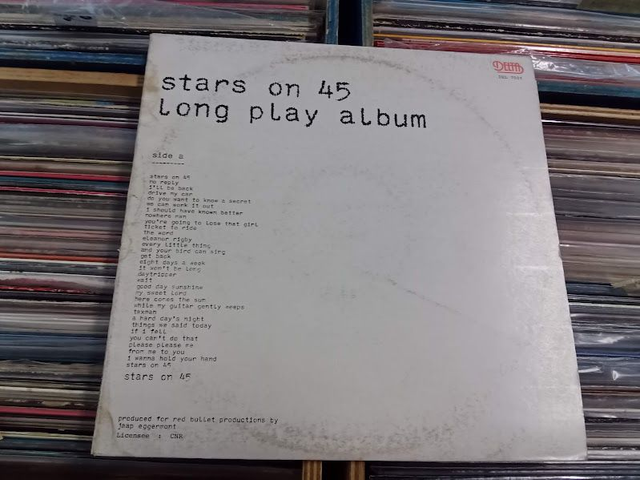 stars on 45
long play album
side a
---------
stars on 45
no reply
i'll be back
drive my car
do you want to know a secret
we can work it out
i should have known better
nowhere man
you're going to lose that girl
ticket to ride
the word
eleanor rigby
every little thing
and your bird can sing
get back
eight days a week
it won't be long
daytripper
wait
good day sunshine
my sweet lord
here comes the sun
while my guitar gently weeps
taxman
a hard day's night
things we said today
if i fell
you can't do that
please please me
from me to you
i wanna hold your hand
stars on 45
stars on 45
produced for red bullet productions by
jaap eggermont
Licensee : CNR